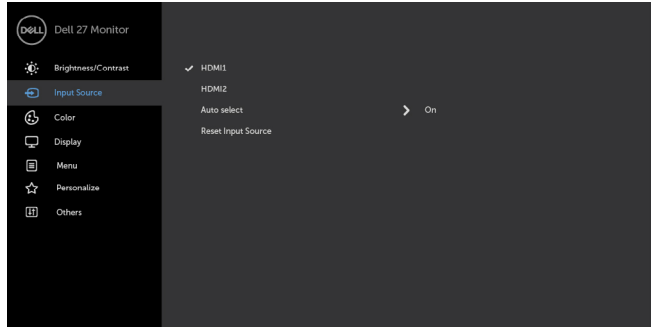 DELL Dell 27 Monitor
Brightness/Contrast
Input Source
Color
Display
Menu
Personalize
Others
HDMI1
HDMI2
Auto select On
Reset Input Source